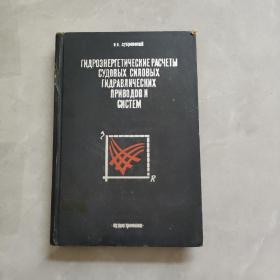 ГИДРОЭНЕРГЕТИЧЕСКИЕ РАСЧЕТЫ
СУДОВЫХ СИЛОВЫХ
ГИДРАВЛИЧЕСКИХ
ПРИВОДОВ И
СИСТЕМ
?
R